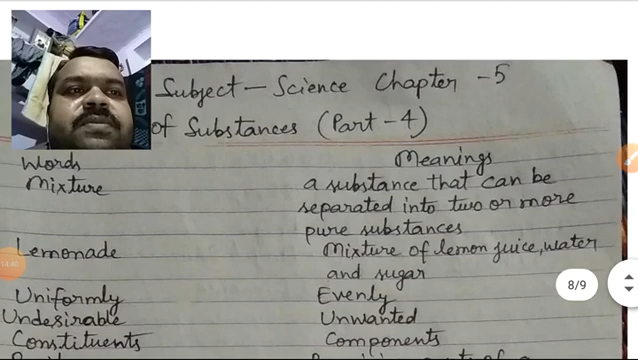 Subject - Science Chapter - 5
of Substances (Part - 4)
Words Meanings
Mixture a substance that can be
separated into two or more
pure substances
Lemonade Mixture of lemon juice, water
and sugar
8/9
Uniformly Evenly
Undesirable Unwanted
Constituents Components